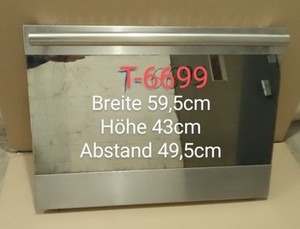 T-6699
Breite 59,5cm
Höhe 43cm
Abstand 49,5cm